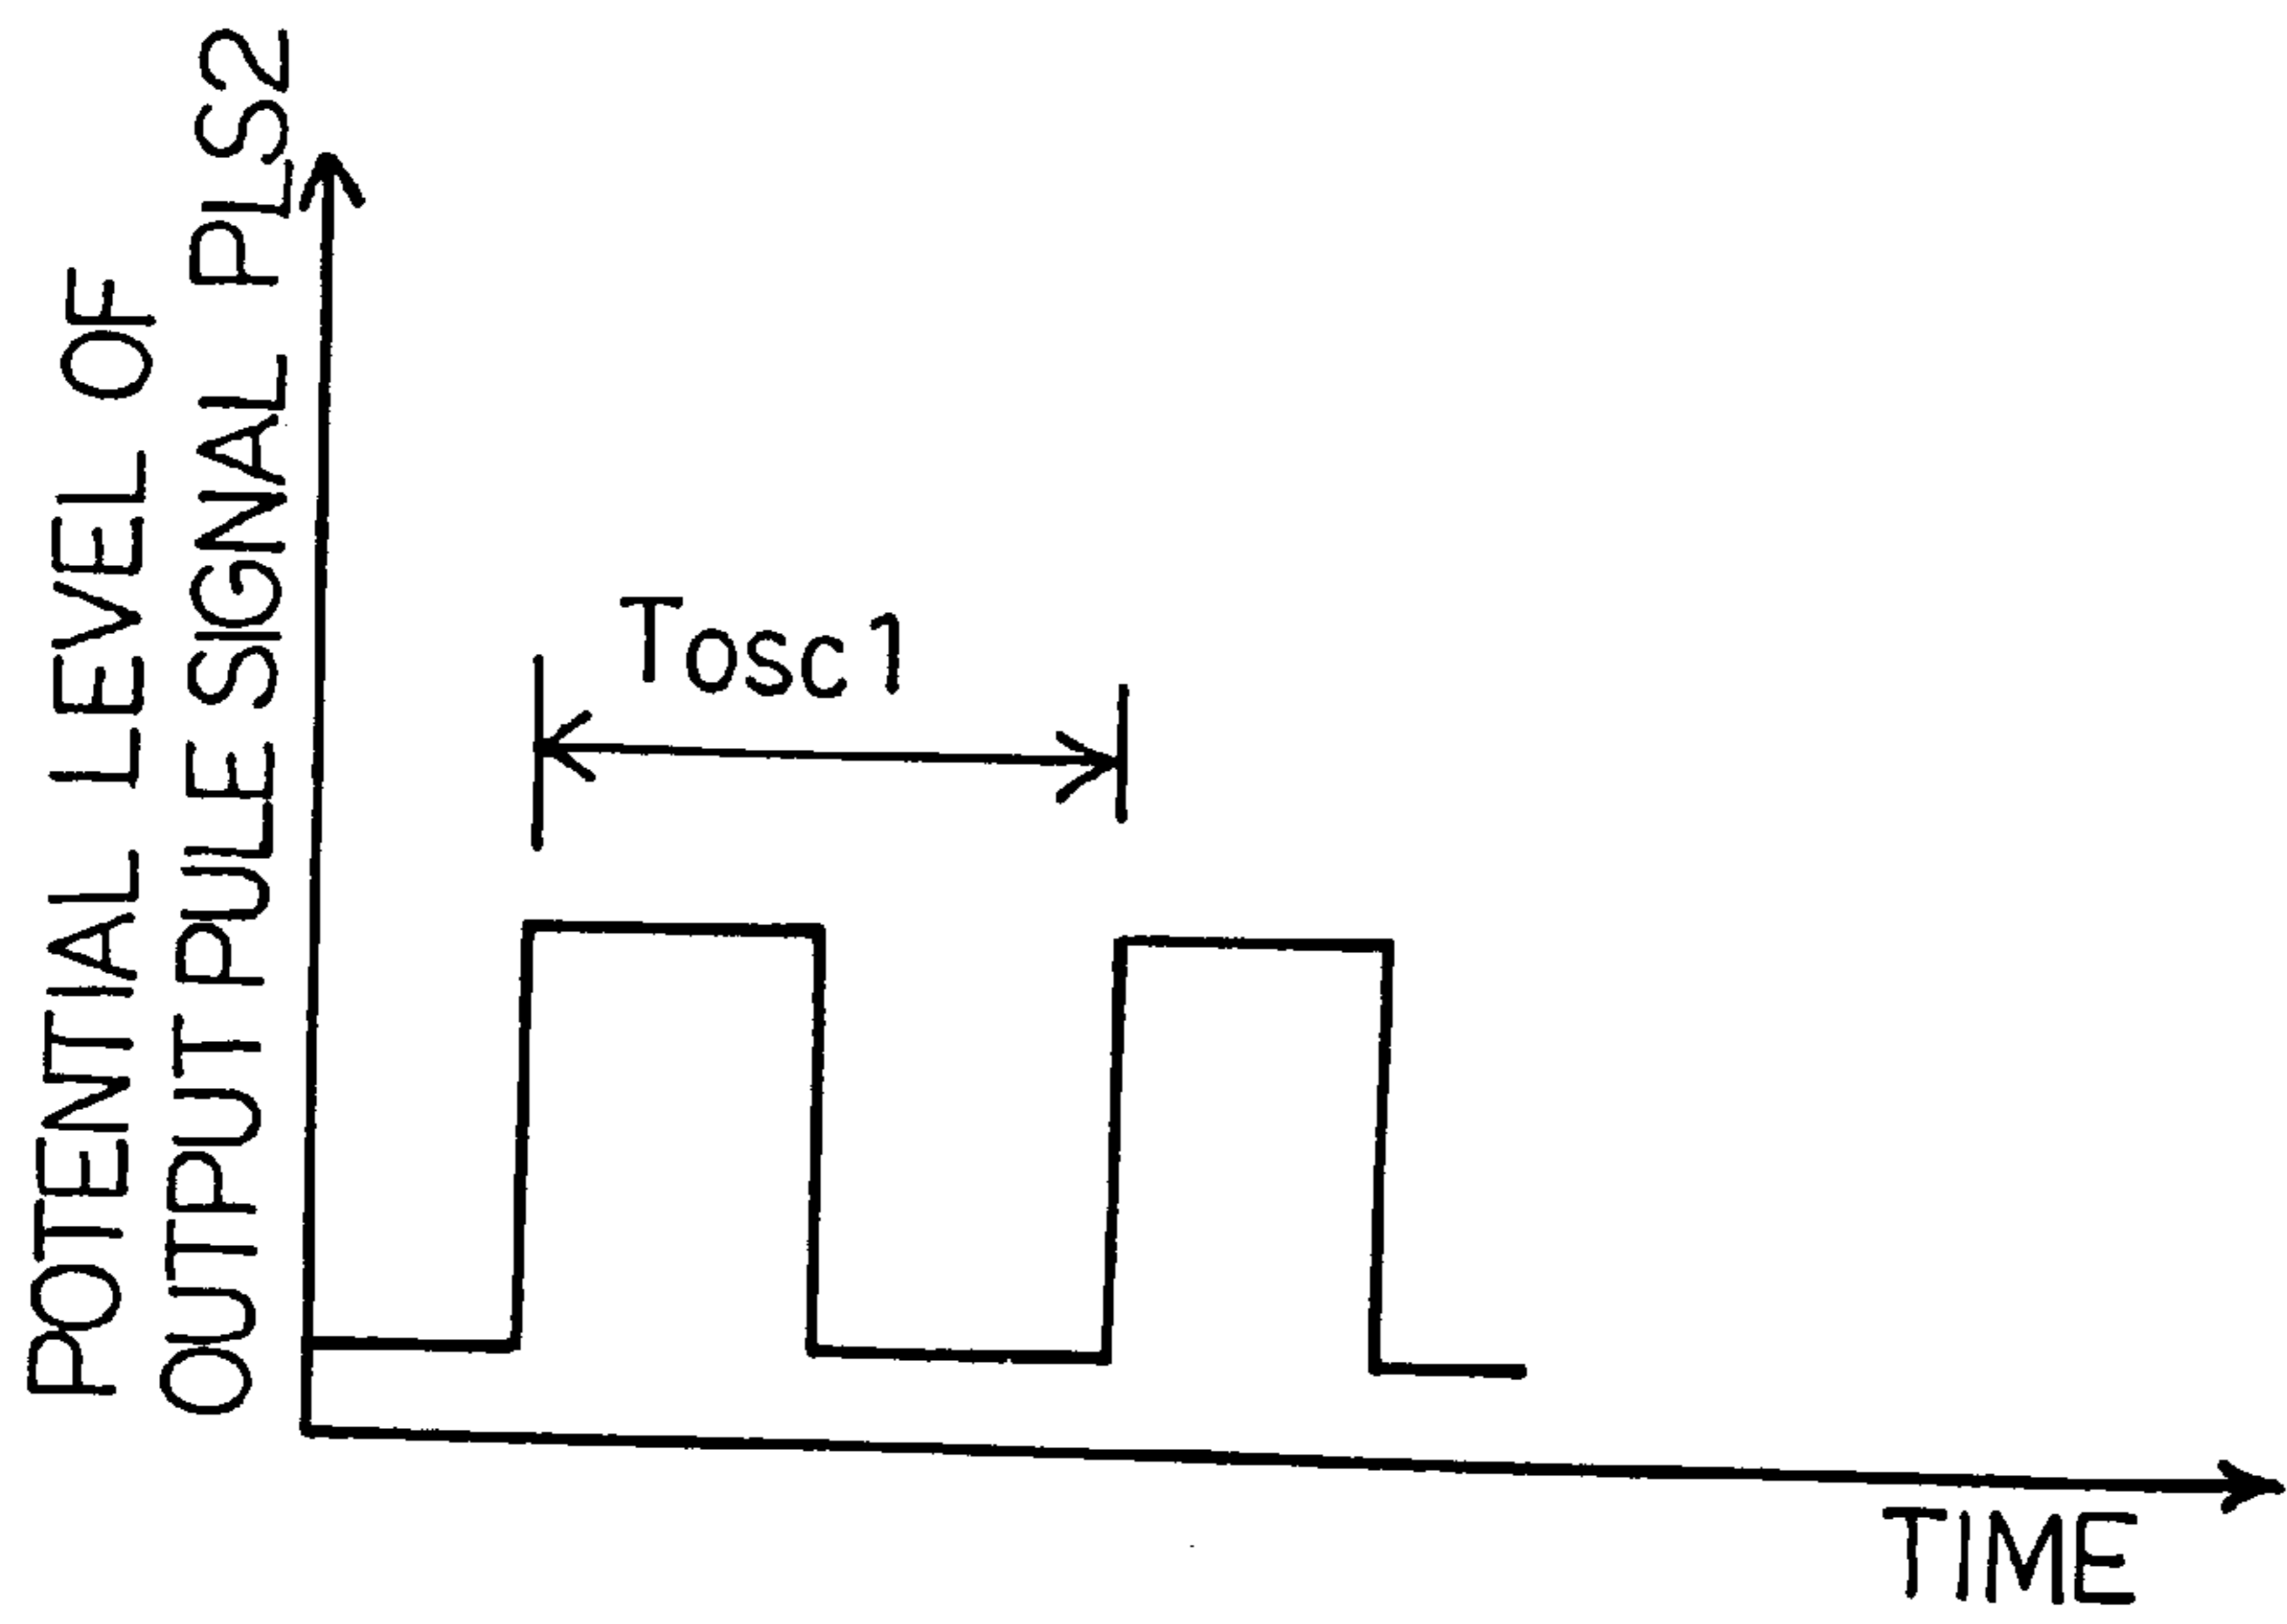 POTENTIAL LEVEL OF
OUTPUT PULE SIGNAL PLS2
Tosc1
TIME